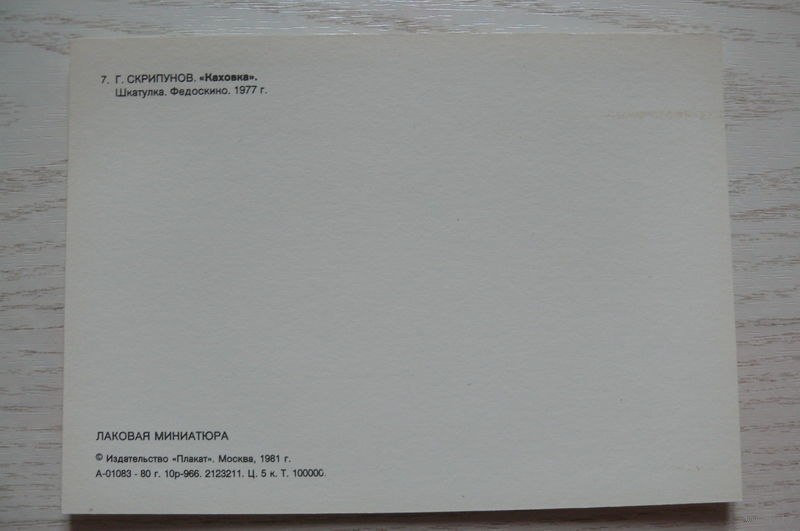 7. Г. СКРИПУНОВ. «Каховка».
Шкатулка. Федоскино. 1977 г.
ЛАКОВАЯ МИНИАТЮРА
© Издательство «Плакат». Москва, 1981 г.
А-01083 - 80 г. 10р-966. 2123211. Ц. 5 к. Т. 100000.